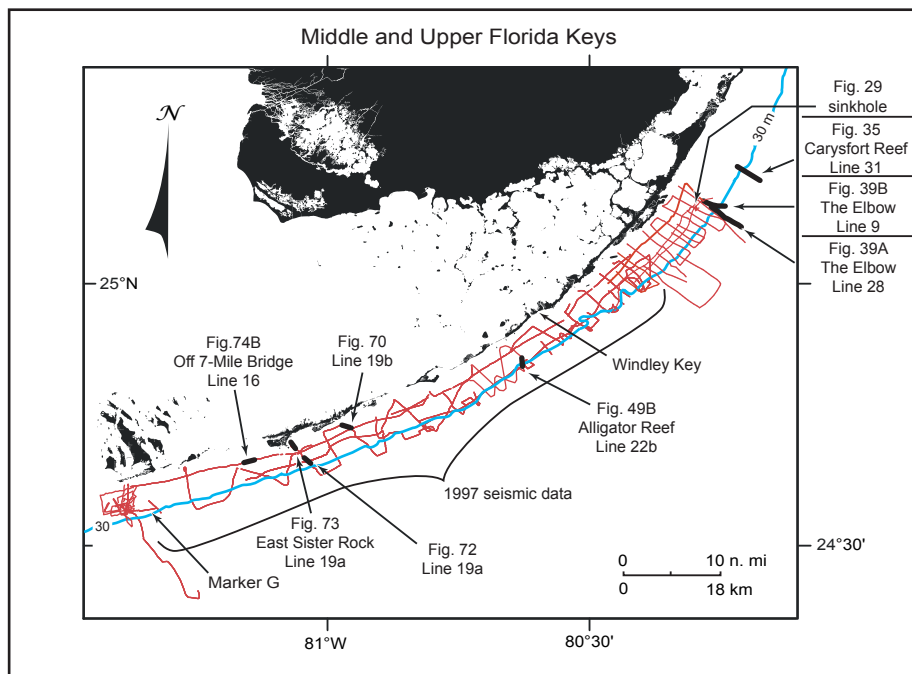 Middle and Upper Florida Keys
N
30 m
Fig. 29
sinkhole
Fig. 35
Carysfort Reef
Line 31
Fig. 39B
The Elbow
Line 9
Fig. 39A
The Elbow
Line 28
25°N
25°N
Fig.74B
Off 7-Mile Bridge
Line 16
Fig. 70
Line 19b
Windley Key
Fig. 49B
Alligator Reef
Line 22b
1997 seismic data
30
Marker G
Fig. 73
East Sister Rock
Line 19a
Fig. 72
Line 19a
0 10 n. mi
0 18 km
24°30'
81°W
80°30'